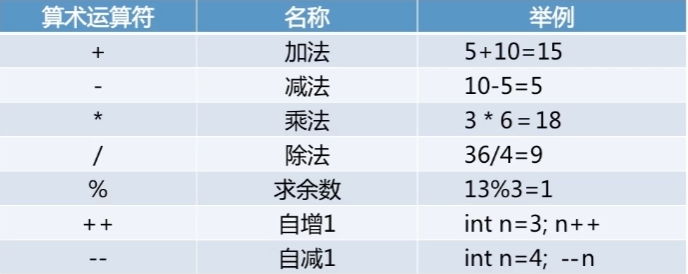 算术运算符 名称 举例
+ 加法 5+10=15
- 减法 10-5=5
* 乘法 3 * 6 = 18
/ 除法 36/4=9
% 求余数 13%3=1
++ 自增1 int n=3; n++
-- 自减1 int n=4; --n